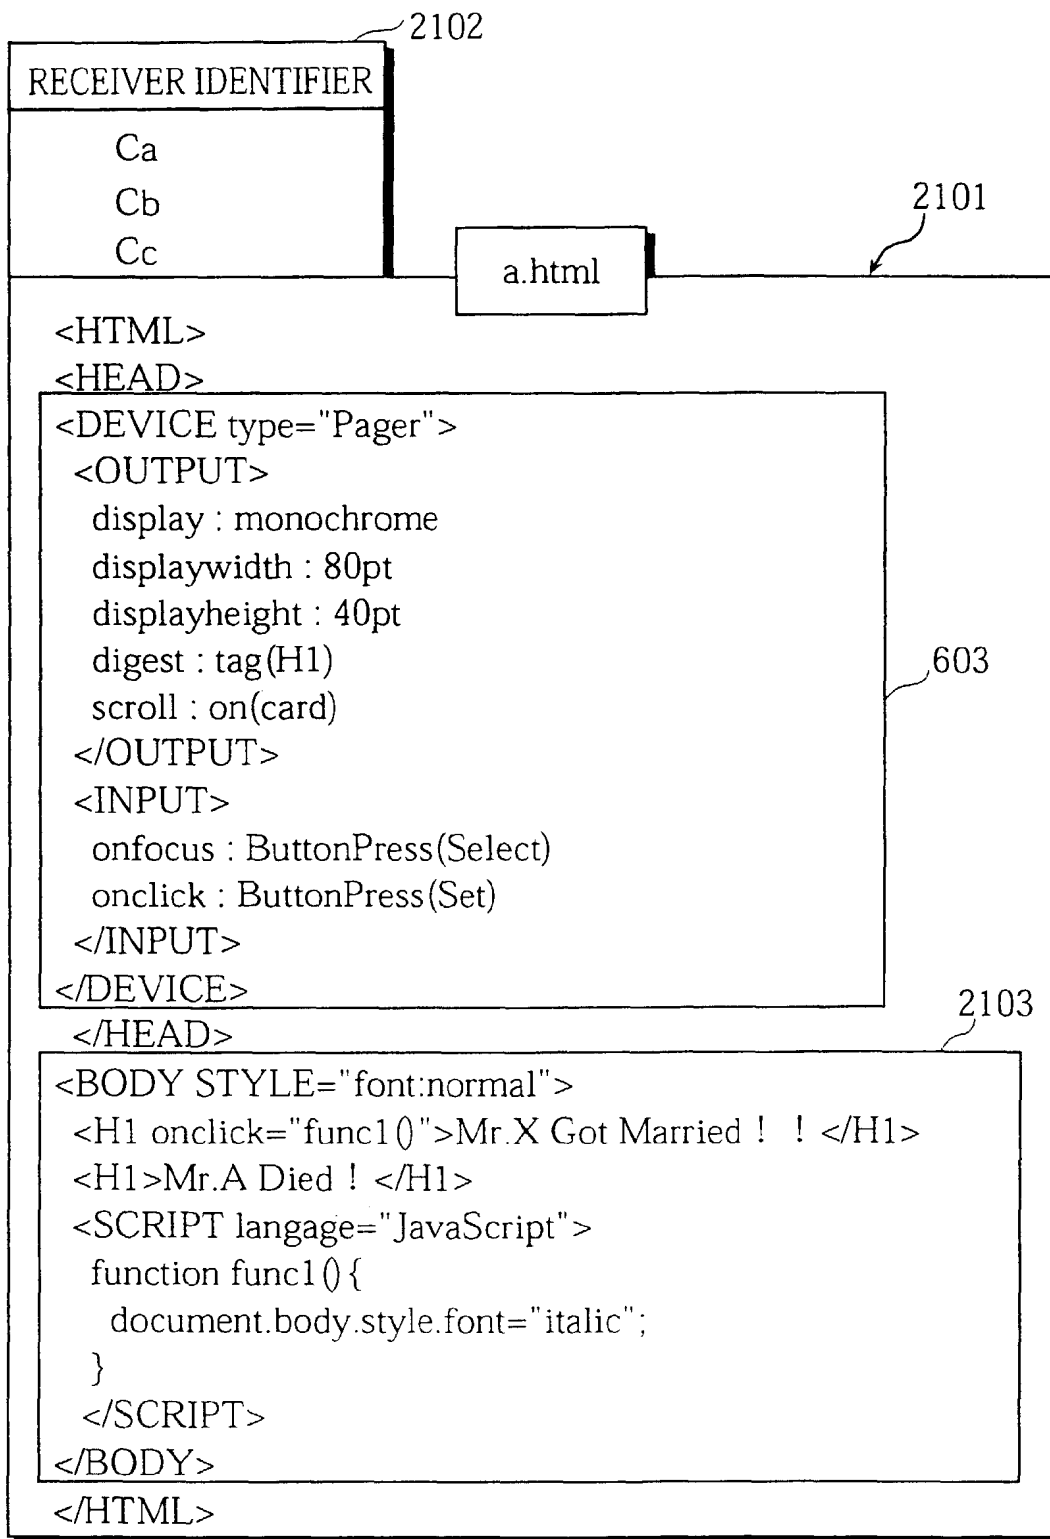 2102
RECEIVER IDENTIFIER
Ca
Cb
Cc
2101
a.html
<HTML>
<HEAD>
<DEVICE type="Pager">
<OUTPUT>
display : monochrome
displaywidth : 80pt
displayheight : 40pt
digest : tag(H1)
603
scroll : on(card)
</OUTPUT>
<INPUT>
onfocus : ButtonPress(Select)
onclick : ButtonPress(Set)
</INPUT>
</DEVICE>
2103
</HEAD>
<BODY STYLE="font:normal">
<H1 onclick="func1()">Mr.X Got Married ! ! </H1>
<H1>Mr.A Died ! </H1>
<SCRIPT langage="JavaScript">
function func1(){
document.body.style.font="italic";
}
</SCRIPT>
</BODY>
</HTML>